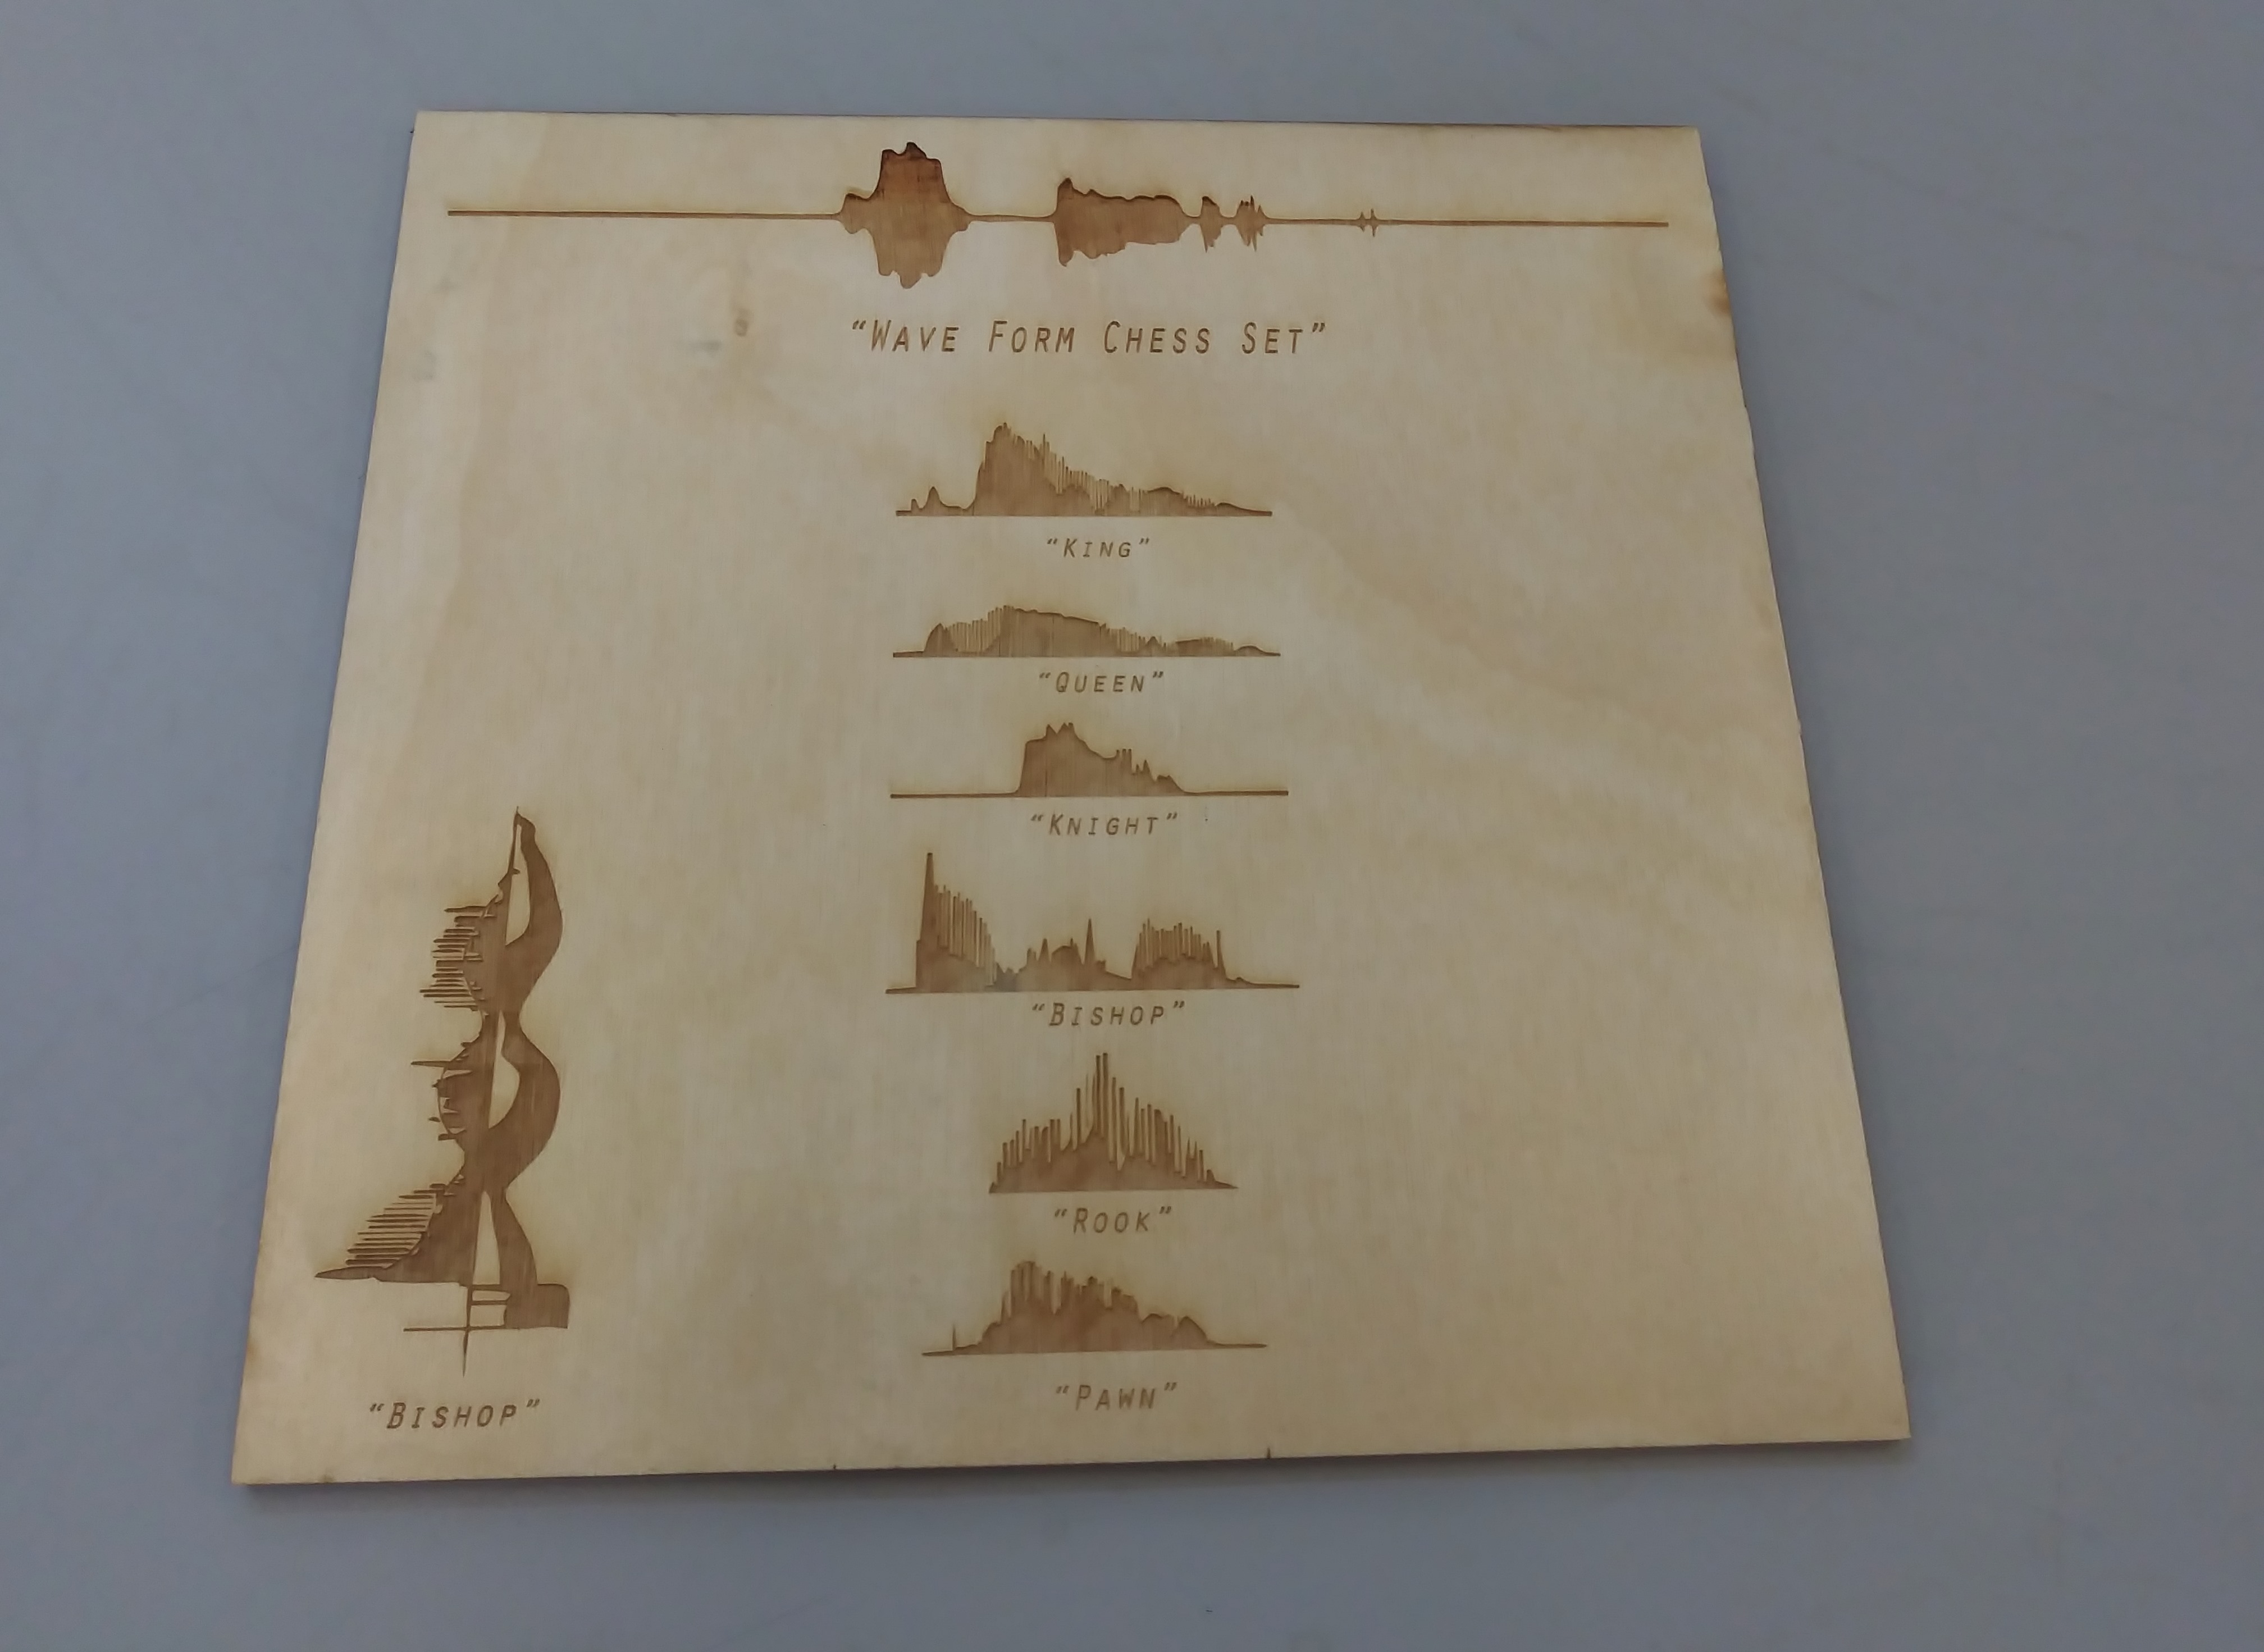 “WAVE FORM CHESS SET”
“KING”
“QUEEN”
“KNIGHT”
“BISHOP”
“ROOK”
“PAWN”
“BISHOP”